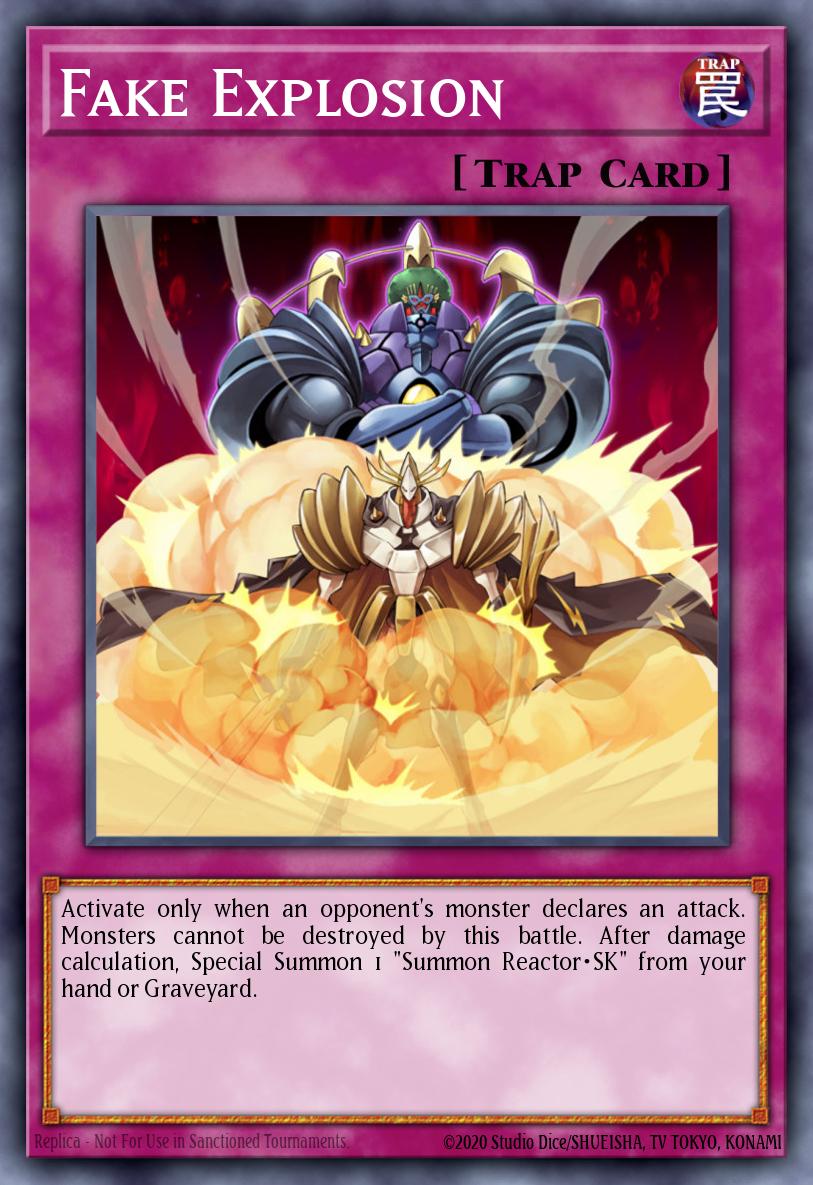 Fake Explosion
TRAP
罠
[Trap Card]
Activate only when an opponent's monster declares an attack.
Monsters cannot be destroyed by this battle. After damage
calculation, Special Summon 1 "Summon Reactor・SK" from your
hand or Graveyard.
Replica - Not For Use in Sanctioned Tournaments.
©2020 Studio Dice/SHUEISHA, TV TOKYO, KONAMI